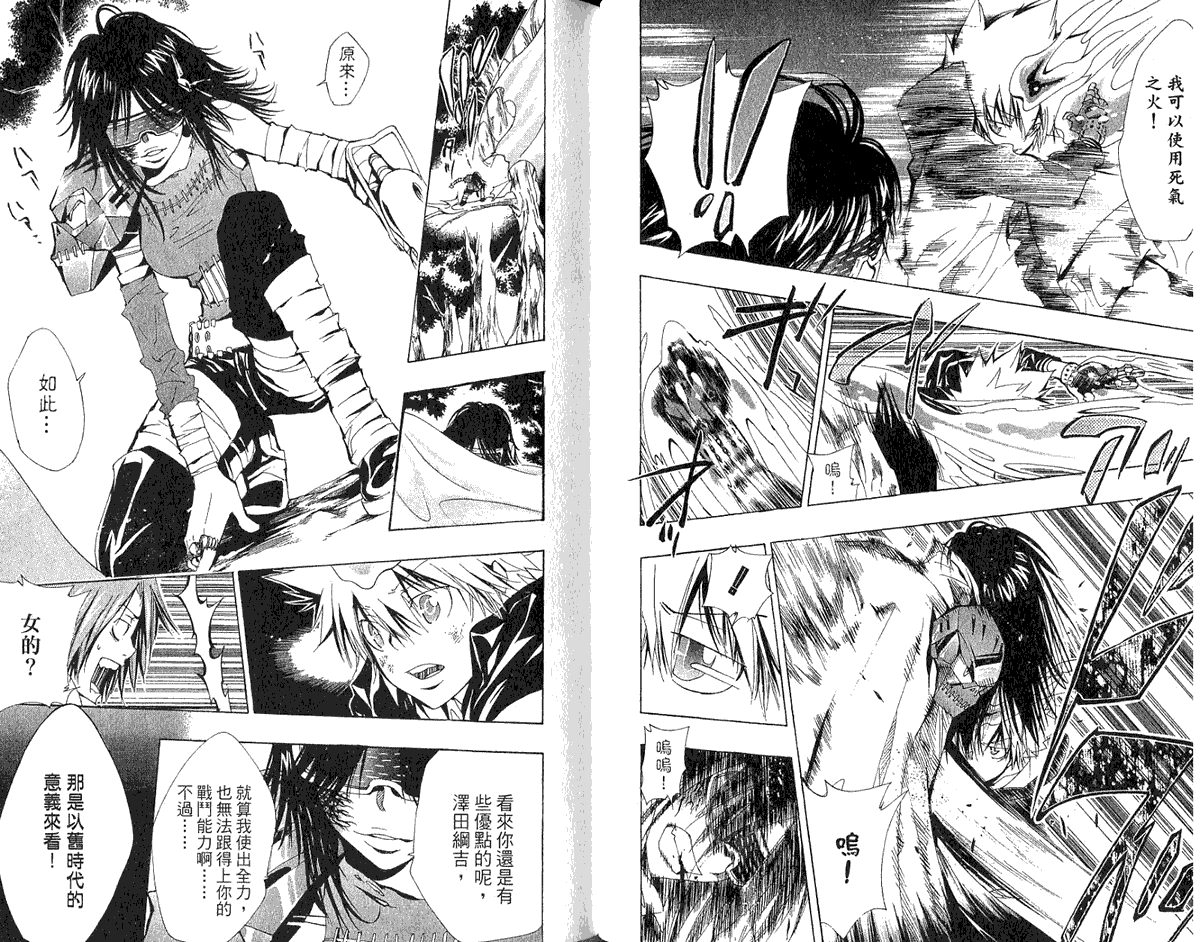 我可以使用死氣
之火！
！！
嗚！
！
嗚！
嗚嗚！
原來…
如此…
女的？
看來你還是有
些優點的呢，
澤田綱吉，
就算我使出全力，
也無法跟得上你的
戰鬥能力啊……
不過……
那是以舊時代的
意義來看！